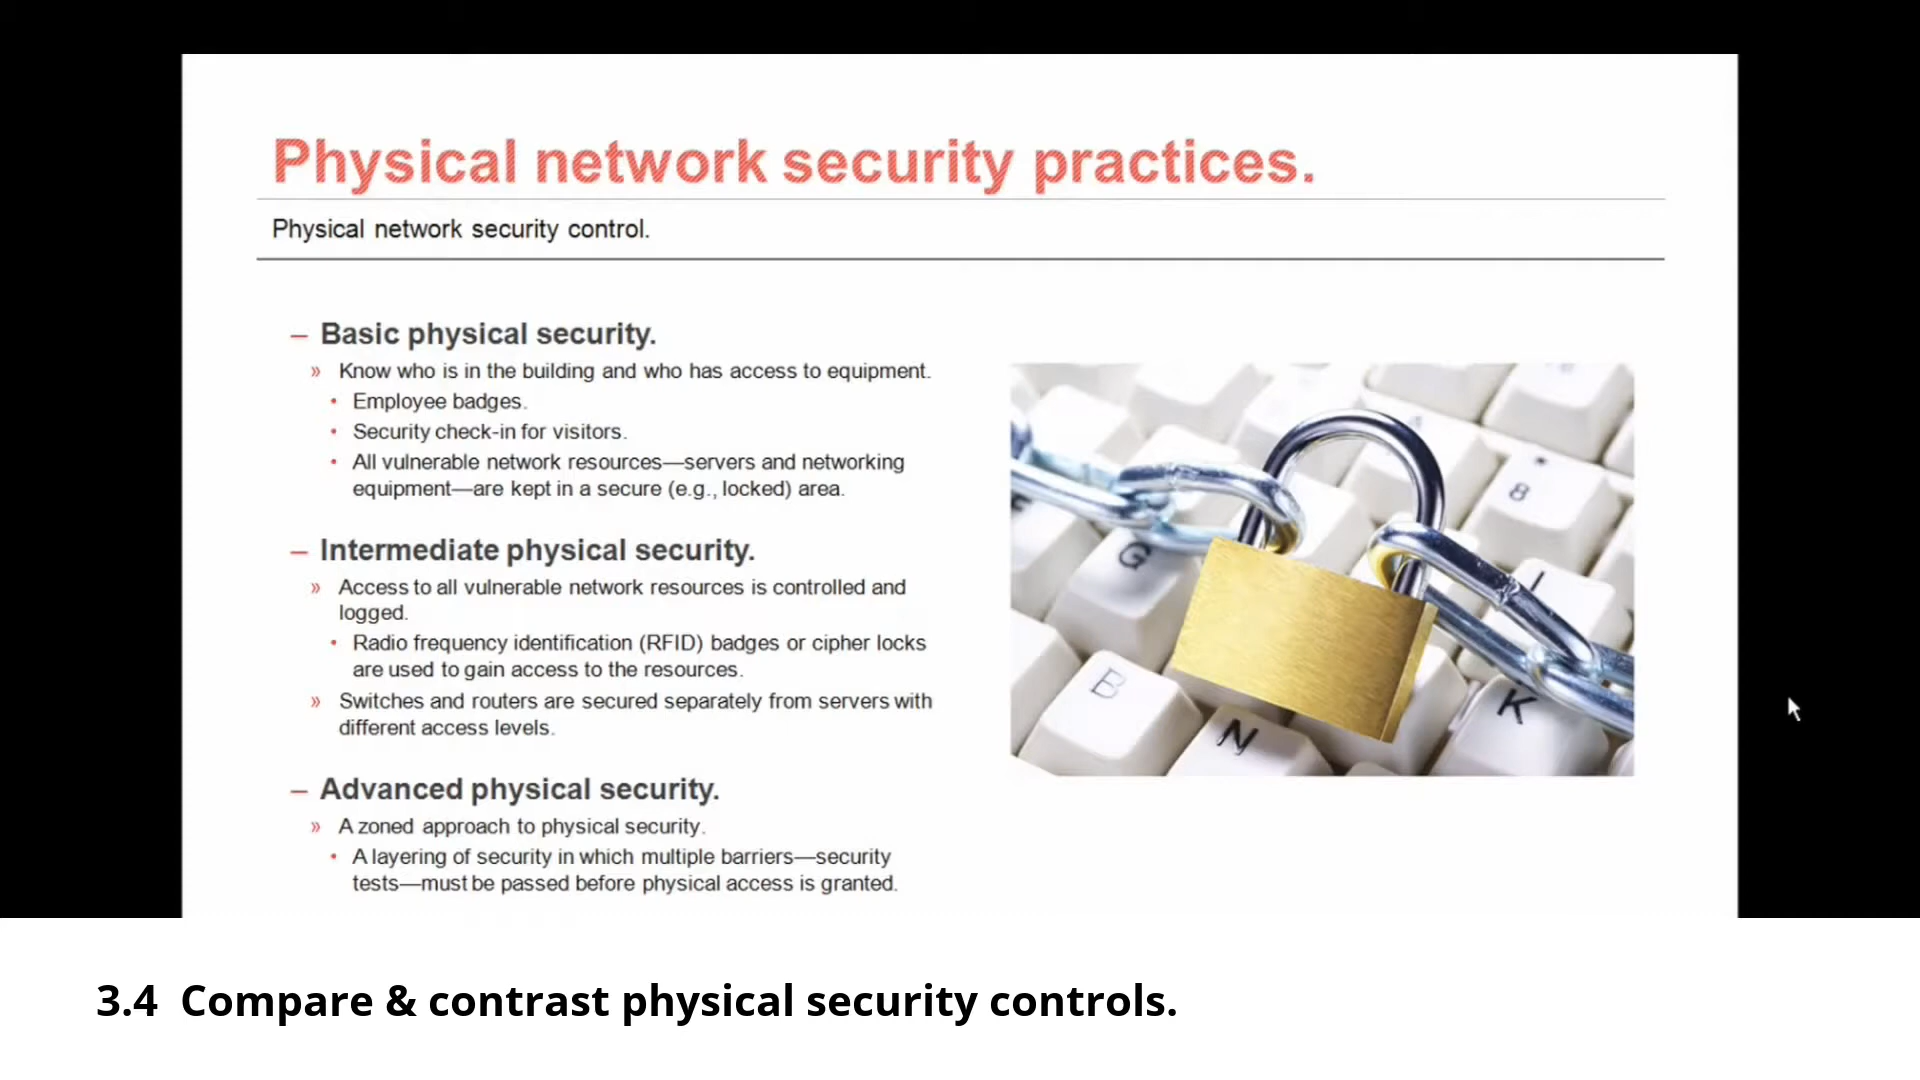 Physical network security practices.
Physical network security control.
– Basic physical security.
» Know who is in the building and who has access to equipment.
• Employee badges.
• Security check-in for visitors.
• All vulnerable network resources—servers and networking
equipment—are kept in a secure (e.g., locked) area.
– Intermediate physical security.
» Access to all vulnerable network resources is controlled and
logged.
• Radio frequency identification (RFID) badges or cipher locks
are used to gain access to the resources.
» Switches and routers are secured separately from servers with
different access levels.
– Advanced physical security.
» A zoned approach to physical security.
• A layering of security in which multiple barriers—security
tests—must be passed before physical access is granted.
* 8
G
B
N
K
3.4 Compare & contrast physical security controls.